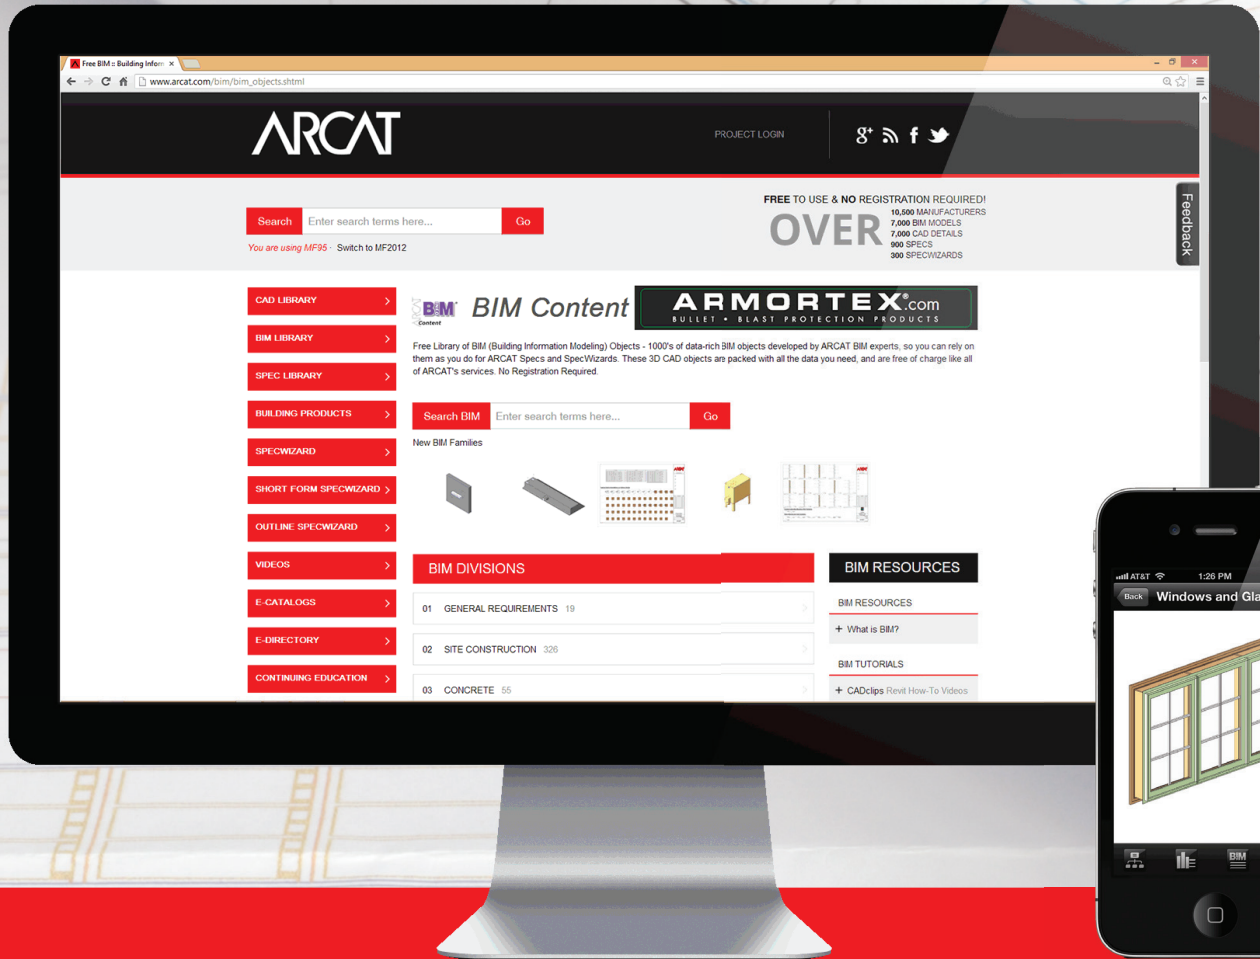 Free BIM :: Building Inform
www.arcat.com/bim/bim_objects.shtml
ARCAT
PROJECT LOGIN
g+
f
Search
Enter search terms here...
Go
You are using MF95 - Switch to MF2012
FREE TO USE & NO REGISTRATION REQUIRED!
OVER
10,500 MANUFACTURERS
7,000 BIM MODELS
7,000 CAD DETAILS
900 SPECS
300 SPECWIZARDS
Feedback
CAD LIBRARY
BIM LIBRARY
SPEC LIBRARY
BUILDING PRODUCTS
SPECWIZARD
SHORT FORM SPECWIZARD
OUTLINE SPECWIZARD
VIDEOS
E-CATALOGS
E-DIRECTORY
CONTINUING EDUCATION
ARCAT
BIM
Content
BIM Content
ARMORTEX®.com
BULLET • BLAST PROTECTION PRODUCTS
Free Library of BIM (Building Information Modeling) Objects - 1000's of data-rich BIM objects developed by ARCAT BIM experts, so you can rely on
them as you do for ARCAT Specs and SpecWizards. These 3D CAD objects are packed with all the data you need, and are free of charge like all
of ARCAT's services. No Registration Required.
Search BIM
Enter search terms here...
Go
New BIM Families
BIM DIVISIONS
01 GENERAL REQUIREMENTS 19
02 SITE CONSTRUCTION 326
03 CONCRETE 55
BIM RESOURCES
BIM RESOURCES
+ What is BIM?
BIM TUTORIALS
+ CADclips Revit How-To Videos
AT&T
1:26 PM
Back
Windows and Gla
BIM